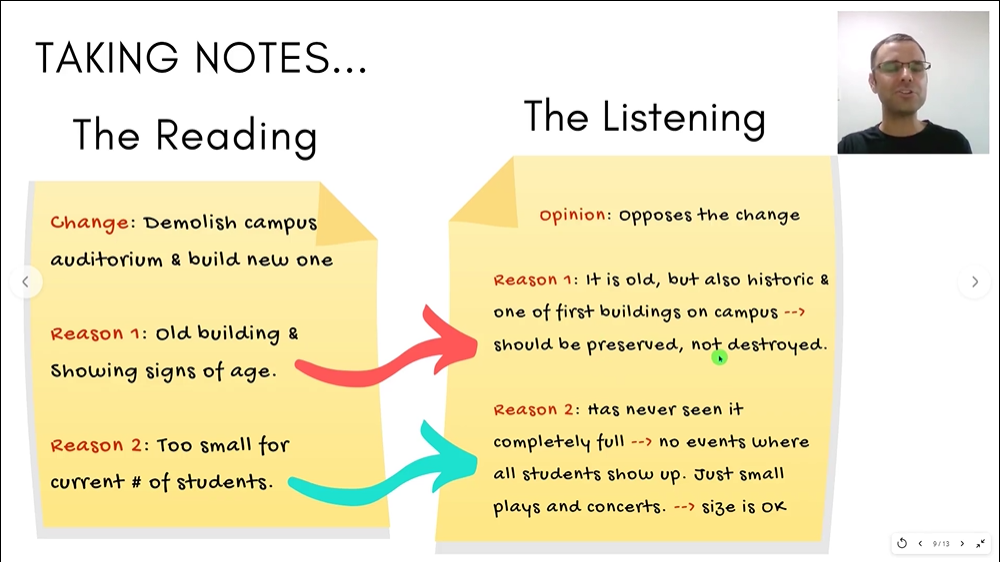 TAKING NOTES...
The Reading
Change: Demolish campus
auditorium & build new one
Reason 1: Old building &
Showing signs of age.
Reason 2: Too small for
current # of students.
The Listening
Opinion: Opposes the change
Reason 1: It is old, but also historic &
one of first buildings on campus -->
should be preserved, not destroyed.
Reason 2: Has never seen it
completely full --> no events where
all students show up. Just small
plays and concerts. --> size is OK
9/13